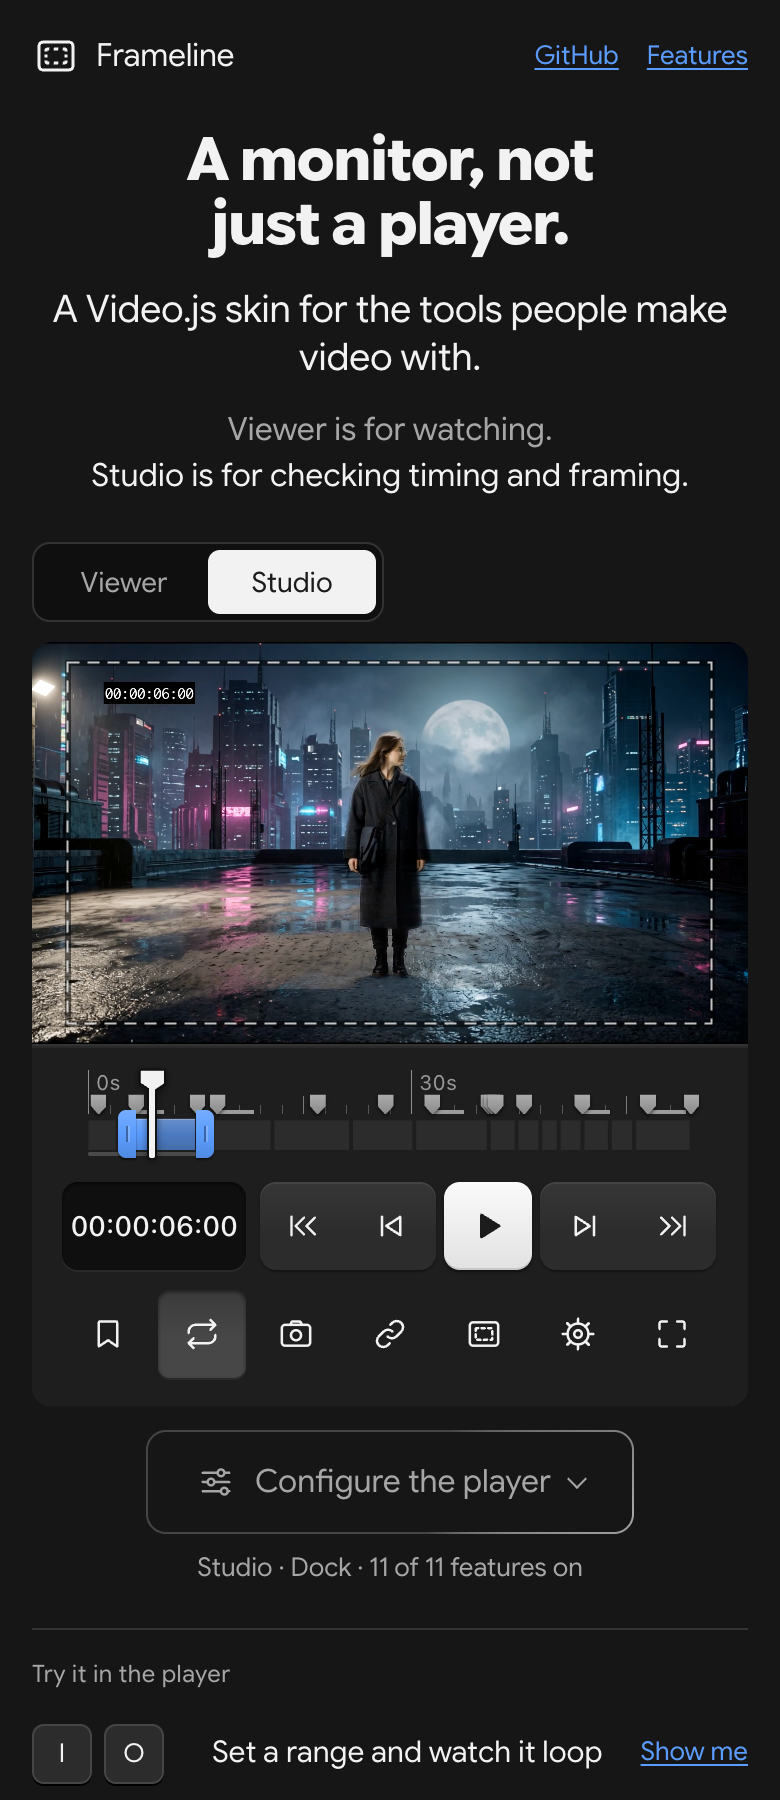 Frameline
GitHub
Features
A monitor, not
just a player.
A Video.js skin for the tools people make
video with.
Viewer is for watching.
Studio is for checking timing and framing.
Viewer
Studio
00:00:06:00
0s
30s
00:00:06:00
Configure the player
Studio · Dock · 11 of 11 features on
Try it in the player
I
O
Set a range and watch it loop
Show me